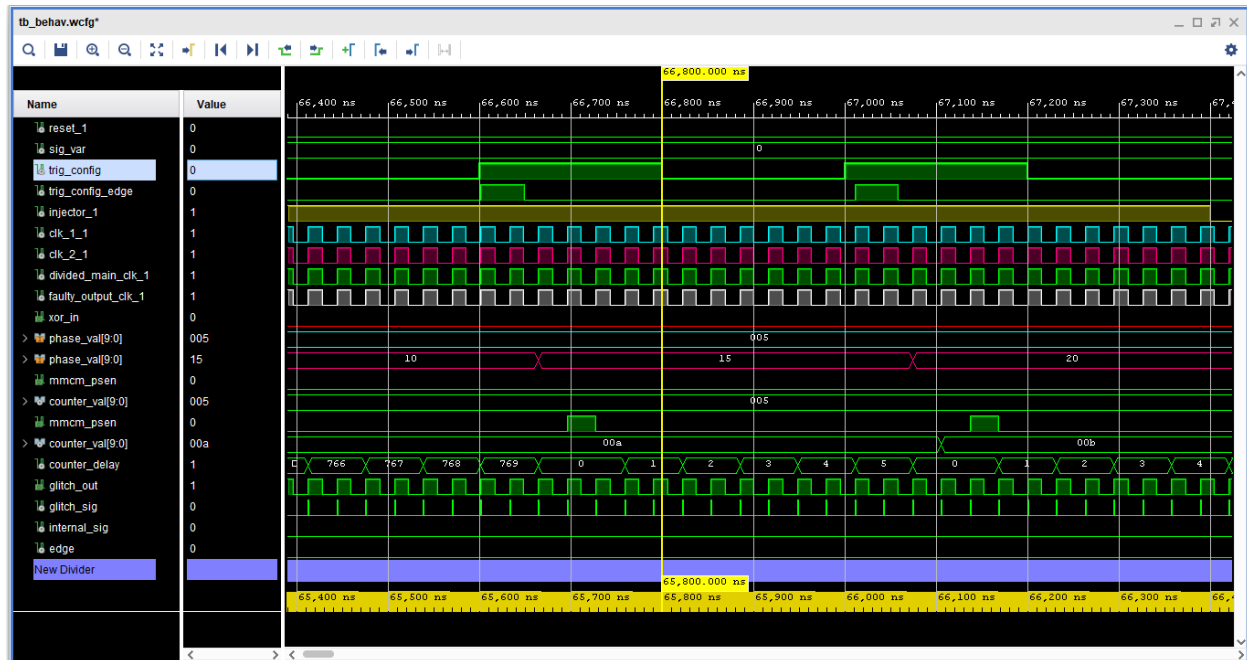 tb_behav.wcfg*
66,800.000 ns
Name Value
66,400 ns 66,500 ns 66,600 ns 66,700 ns 66,800 ns 66,900 ns 67,000 ns 67,100 ns 67,200 ns 67,300 ns 67,4
reset_1 0
sig_var 0 0
trig_config 0
trig_config_edge 0
injector_1 1
clk_1_1 1
clk_2_1 1
divided_main_clk_1 1
faulty_output_clk_1 1
xor_in 0
phase_val[9:0] 005 005
phase_val[9:0] 15 10 15 20
mmcm_psen 0
counter_val[9:0] 005 005
mmcm_psen 0
counter_val[9:0] 00a 00a 00b
counter_delay 1 766 767 768 769 0 1 2 3 4 5 0 1 2 3 4
glitch_out 1
glitch_sig 0
internal_sig 0
edge 0
New Divider
65,800.000 ns
65,400 ns 65,500 ns 65,600 ns 65,700 ns 65,800 ns 65,900 ns 66,000 ns 66,100 ns 66,200 ns 66,300 ns 66,